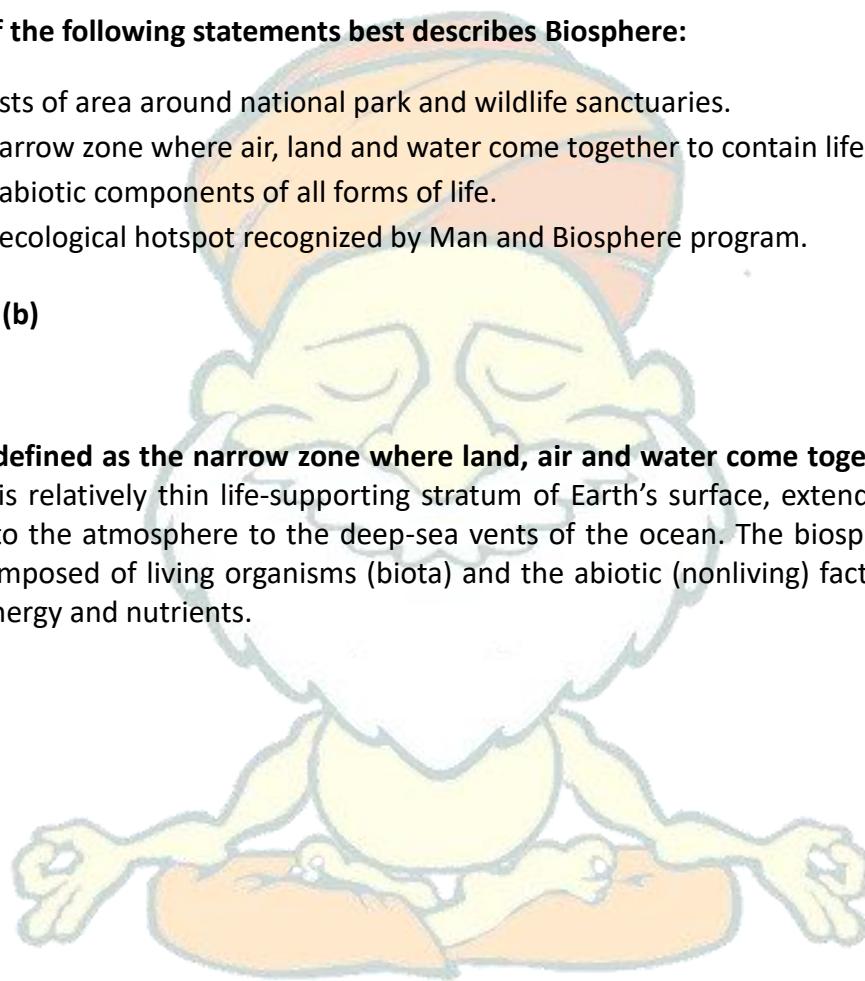 f the following statements best describes Biosphere:
sts of area around national park and wildlife sanctuaries.
arrow zone where air, land and water come together to contain life
abiotic components of all forms of life.
ecological hotspot recognized by Man and Biosphere program.
(b)
defined as the narrow zone where land, air and water come toge
is relatively thin life-supporting stratum of Earth’s surface, extend
to the atmosphere to the deep-sea vents of the ocean. The biosp
mposed of living organisms (biota) and the abiotic (nonliving) fact
nergy and nutrients.